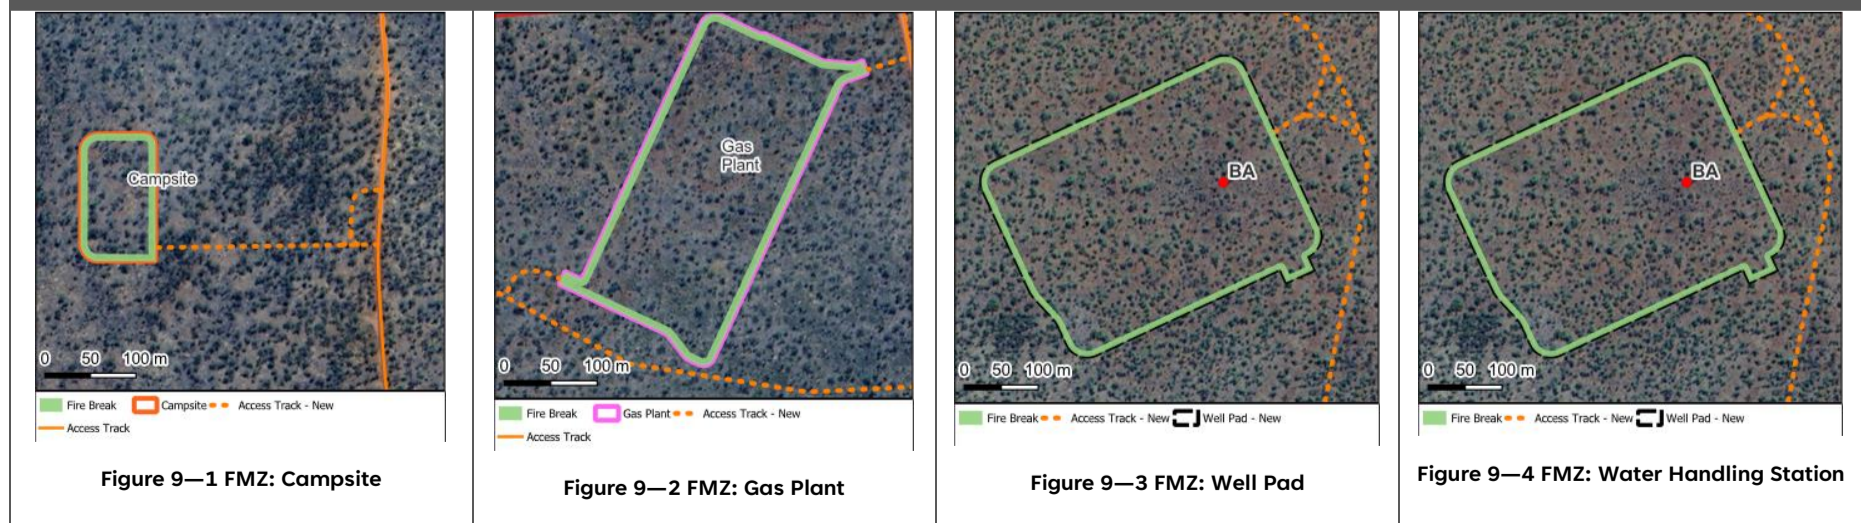 Campsite
0 50 100 m
Fire Break Campsite Access Track - New
Access Track
Figure 9—1 FMZ: Campsite
Gas
Plant
0 50 100 m
Fire Break Gas Plant Access Track - New
Access Track
Figure 9—2 FMZ: Gas Plant
BA
0 50 100 m
Fire Break Access Track - New Well Pad - New
Figure 9—3 FMZ: Well Pad
BA
0 50 100 m
Fire Break Access Track - New Well Pad - New
Figure 9—4 FMZ: Water Handling Station